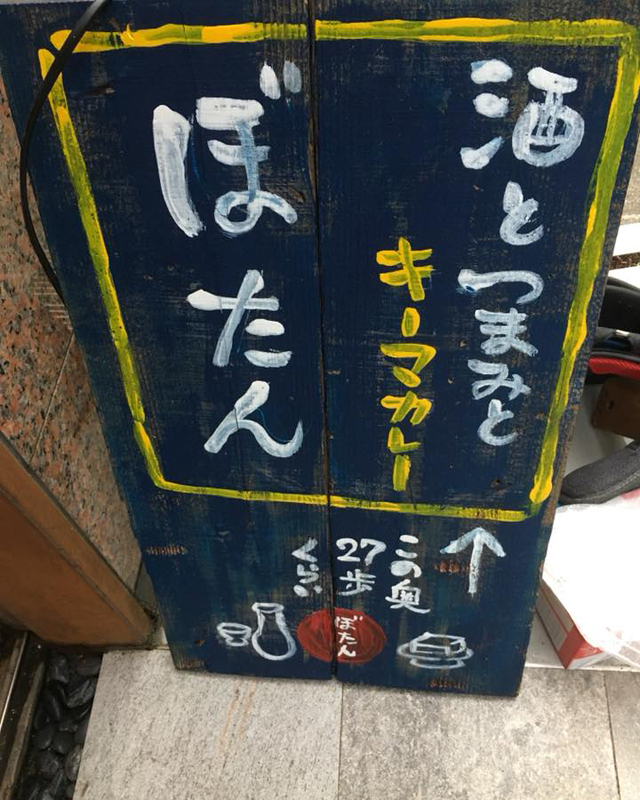 酒とつまみと
キーマカレー
ぼたん
この奥
27歩
くらい
ぼたん